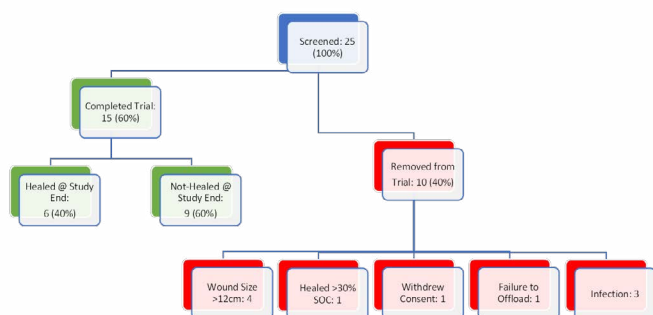 Screened: 25
(100%)
Completed Trial:
15 (60%)
Removed from
Trial: 10 (40%)
Healed @ Study
End:
6 (40%)
Not-Healed @
Study End:
9 (60%)
Wound Size
>12cm: 4
Healed >30%
SOC: 1
Withdrew
Consent: 1
Failure to
Offload: 1
Infection: 3